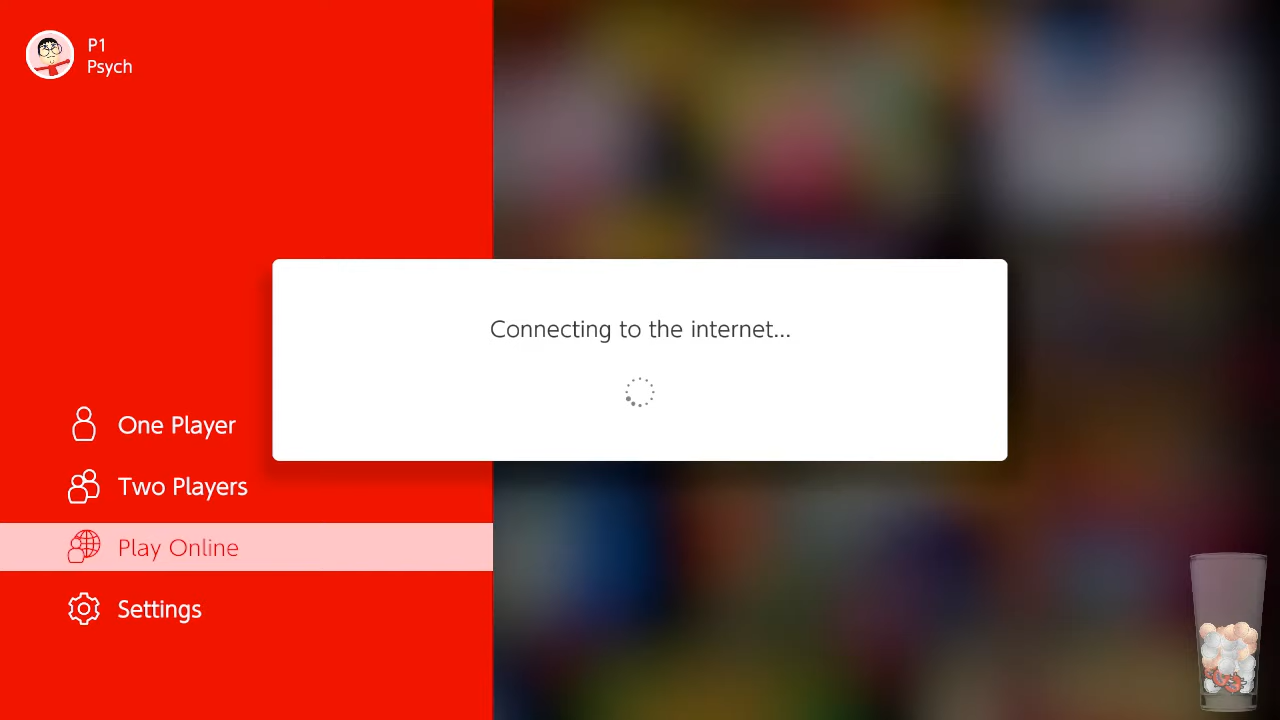 P1
Psych
Connecting to the internet...
One Player
Two Players
Play Online
Settings